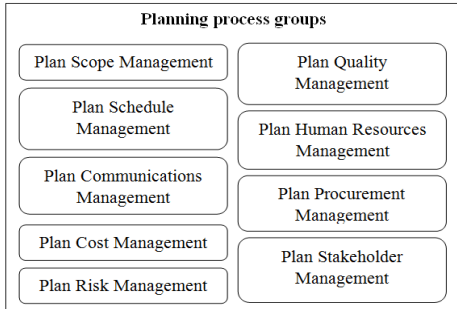 Planning process groups
Plan Scope Management
Plan Schedule
Management
Plan Communications
Management
Plan Cost Management
Plan Risk Management
Plan Quality
Management
Plan Human Resources
Management
Plan Procurement
Management
Plan Stakeholder
Management